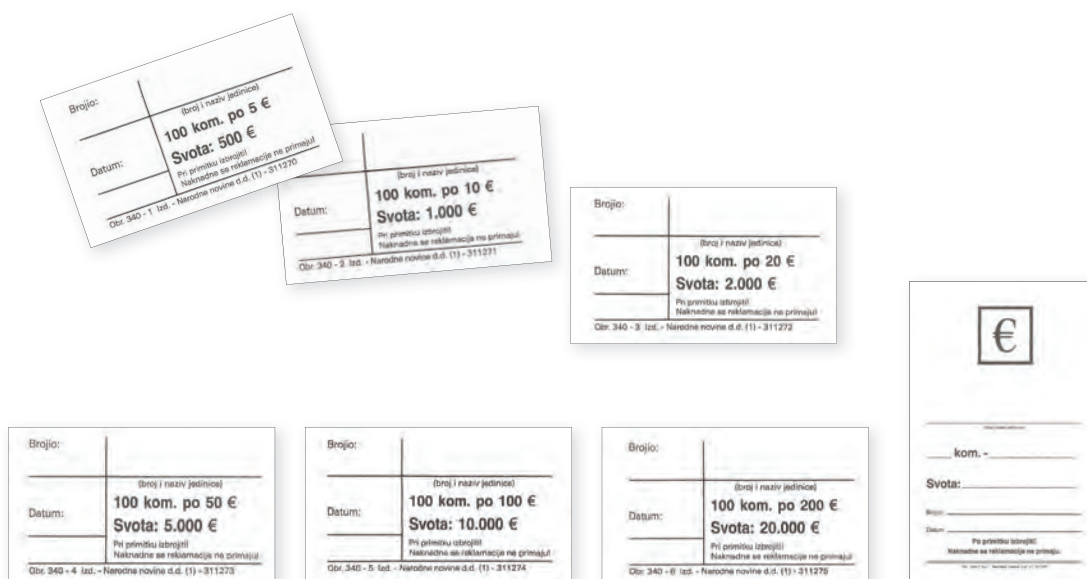 Brojio:
(broj i naziv jedinice)
100 kom. po 5 €
Datum:
Svota: 500 €
Pri primitku izbrojiti!
Naknadne se reklamacije ne primaju!
Obr. 340 - 1 Izd. - Narodne novine d.d. (1) - 311270
(broj i naziv jedinice)
100 kom. po 10 €
Datum:
Svota: 1.000 €
Pri primitku izbrojiti!
Naknadne se reklamacije ne primaju!
Obr. 340 - 2 Izd. - Narodne novine d.d. (1) - 311271
Brojio:
(broj i naziv jedinice)
100 kom. po 20 €
Datum:
Svota: 2.000 €
Pri primitku izbrojiti!
Naknadne se reklamacije ne primaju!
Obr. 340 - 3 Izd. - Narodne novine d.d. (1) - 311272
Brojio:
(broj i naziv jedinice)
100 kom. po 50 €
Datum:
Svota: 5.000 €
Pri primitku izbrojiti!
Naknadne se reklamacije ne primaju!
Obr. 340 - 4 Izd. - Narodne novine d.d. (1) - 311273
Brojio:
(broj i naziv jedinice)
100 kom. po 100 €
Datum:
Svota: 10.000 €
Pri primitku izbrojiti!
Naknadne se reklamacije ne primaju!
Obr. 340 - 5 Izd. - Narodne novine d.d. (1) - 311274
Brojio:
(broj i naziv jedinice)
100 kom. po 200 €
Datum:
Svota: 20.000 €
Pri primitku izbrojiti!
Naknadne se reklamacije ne primaju!
Obr. 340 - 6 Izd. - Narodne novine d.d. (1) - 311275
€
kom. -
Svota:
Brojio:
Datum:
Po primitku izbrojiti!
Naknadne se reklamacije ne primaju.